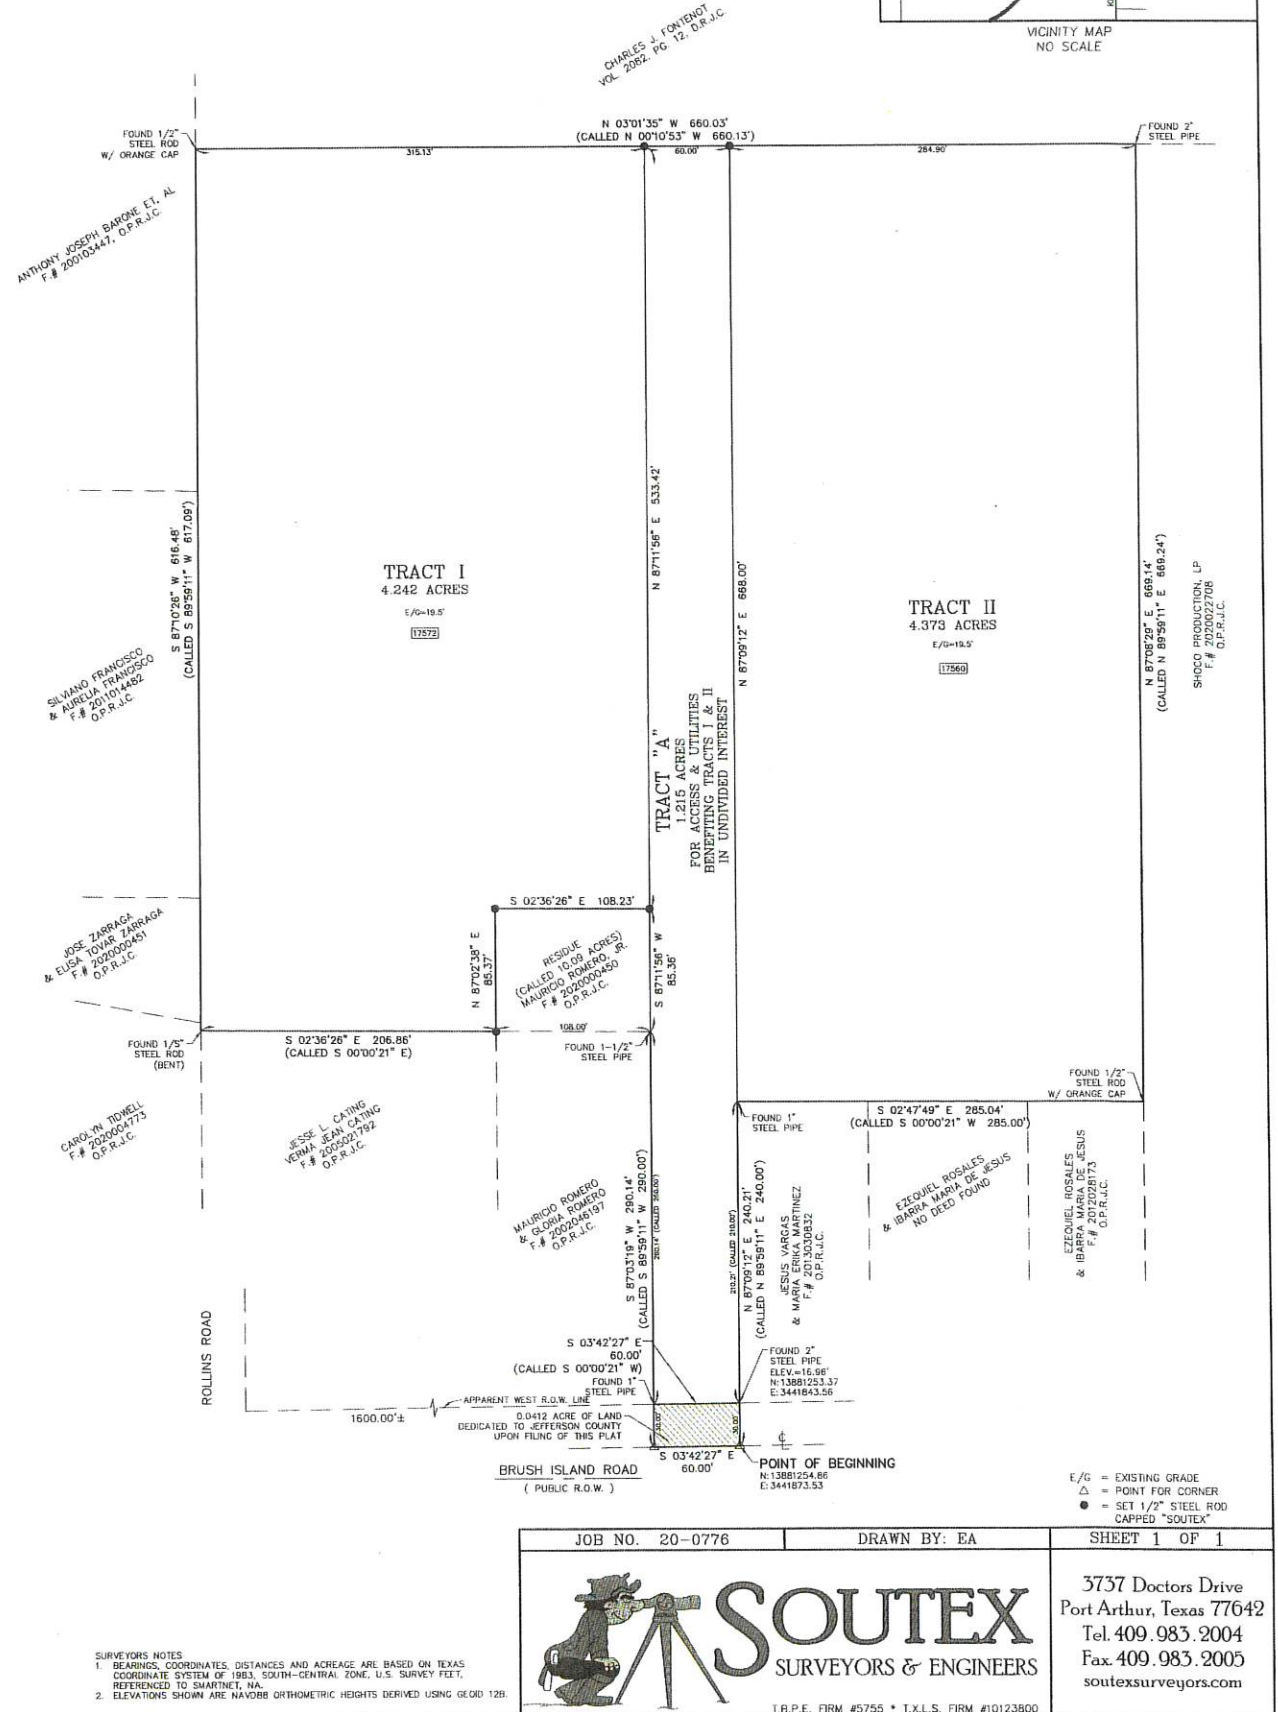 VICINITY MAP
NO SCALE
CHARLES J. FONTENOT
VOL. 2082, PG. 12, D.R.J.C.
N 03°01'35" W 660.03'
(CALLED N 00°10'53" W 660.13')
FOUND 1/2"
STEEL ROD
W/ ORANGE CAP
FOUND 2"
STEEL PIPE
315.13'
60.00'
284.90'
ANTHONY JOSEPH BARONE ET, AL
F.# 200103447, O.P.R.J.C.
S 87°10'26" W 616.48'
(CALLED S 89°59'11" W 617.09')
N 87°11'56" E 533.42'
N 87°09'12" E 668.00'
N 87°08'29" E 669.14'
(CALLED N 89°59'11" E 669.24')
SHOCO PRODUCTION, LP
F.# 2020022708
O.P.R.J.C.
TRACT I
4.242 ACRES
E/G=19.5'
17572
TRACT II
4.373 ACRES
E/G=19.5'
17560
SILVIANO FRANCISCO
& AURELIA FRANCISCO
F.# 2011014482
O.P.R.J.C.
TRACT "A"
1.215 ACRES
FOR ACCESS & UTILITIES
BENEFITING TRACTS I & II
IN UNDIVIDED INTEREST
JOSE ZARRAGA
& ELISA TOVAR ZARRAGA
F.# 2020000451
O.P.R.J.C.
S 02°36'26" E 108.23'
N 87°02'38" E
85.37'
RESIDUE
(CALLED 10.09 ACRES)
MAURICIO ROMERO, JR.
F.# 2020000450
O.P.R.J.C.
S 87°11'56" W
85.36'
108.00'
FOUND 1/5"
STEEL ROD
(BENT)
S 02°36'26" E 206.86'
(CALLED S 00°00'21" E)
FOUND 1-1/2"
STEEL PIPE
FOUND 1/2"
STEEL ROD
W/ ORANGE CAP
S 02°47'49" E 285.04'
(CALLED S 00°00'21" W 285.00')
FOUND 1"
STEEL PIPE
CAROLYN TIDWELL
F.# 2020004773
O.P.R.J.C.
JESSE L. CATING
VERMA JEAN CATING
F.# 2005021792
O.P.R.J.C.
MAURICIO ROMERO
& GLORIA ROMERO
F.# 2002046197
O.P.R.J.C.
S 87°03'19" W 290.14'
(CALLED S 89°59'11" W 290.00')
260.14' (CALLED 260.00')
210.21' (CALLED 210.00')
N 87°09'12" E 240.21'
(CALLED N 89°59'11" E 240.00')
JESUS VARGAS
& MARIA ERIKA MARTINEZ
F.# 2013030832
O.P.R.J.C.
EZEQUIEL ROSALES
& IBARRA MARIA DE JESUS
NO DEED FOUND
EZEQUIEL ROSALES
& IBARRA MARIA DE JESUS
F.# 2012028173
O.P.R.J.C.
ROLLINS ROAD
S 03°42'27" E
60.00'
(CALLED S 00°00'21" W)
FOUND 1"
STEEL PIPE
FOUND 2"
STEEL PIPE
ELEV.=16.96'
N:13881253.37
E:3441843.56
APPARENT WEST R.O.W. LINE
1600.00'±
0.0412 ACRE OF LAND
DEDICATED TO JEFFERSON COUNTY
UPON FILING OF THIS PLAT
30.00'
30.00'
℄
S 03°42'27" E
60.00'
POINT OF BEGINNING
N:13881254.86
E:3441873.53
BRUSH ISLAND ROAD
( PUBLIC R.O.W. )
E/G = EXISTING GRADE
△ = POINT FOR CORNER
● = SET 1/2" STEEL ROD
CAPPED "SOUTEX"
JOB NO. 20-0776
DRAWN BY: EA
SHEET 1 OF 1
SOUTEX
SURVEYORS & ENGINEERS
T.B.P.E. FIRM #5755 * T.X.L.S. FIRM #10123800
3737 Doctors Drive
Port Arthur, Texas 77642
Tel. 409.983.2004
Fax. 409.983.2005
soutexsurveyors.com
SURVEYORS NOTES
1. BEARINGS, COORDINATES, DISTANCES AND ACREAGE ARE BASED ON TEXAS
COORDINATE SYSTEM OF 1983, SOUTH-CENTRAL ZONE, U.S. SURVEY FEET,
REFERENCED TO SMARTNET, NA.
2. ELEVATIONS SHOWN ARE NAVD88 ORTHOMETRIC HEIGHTS DERIVED USING GEOID 12B.